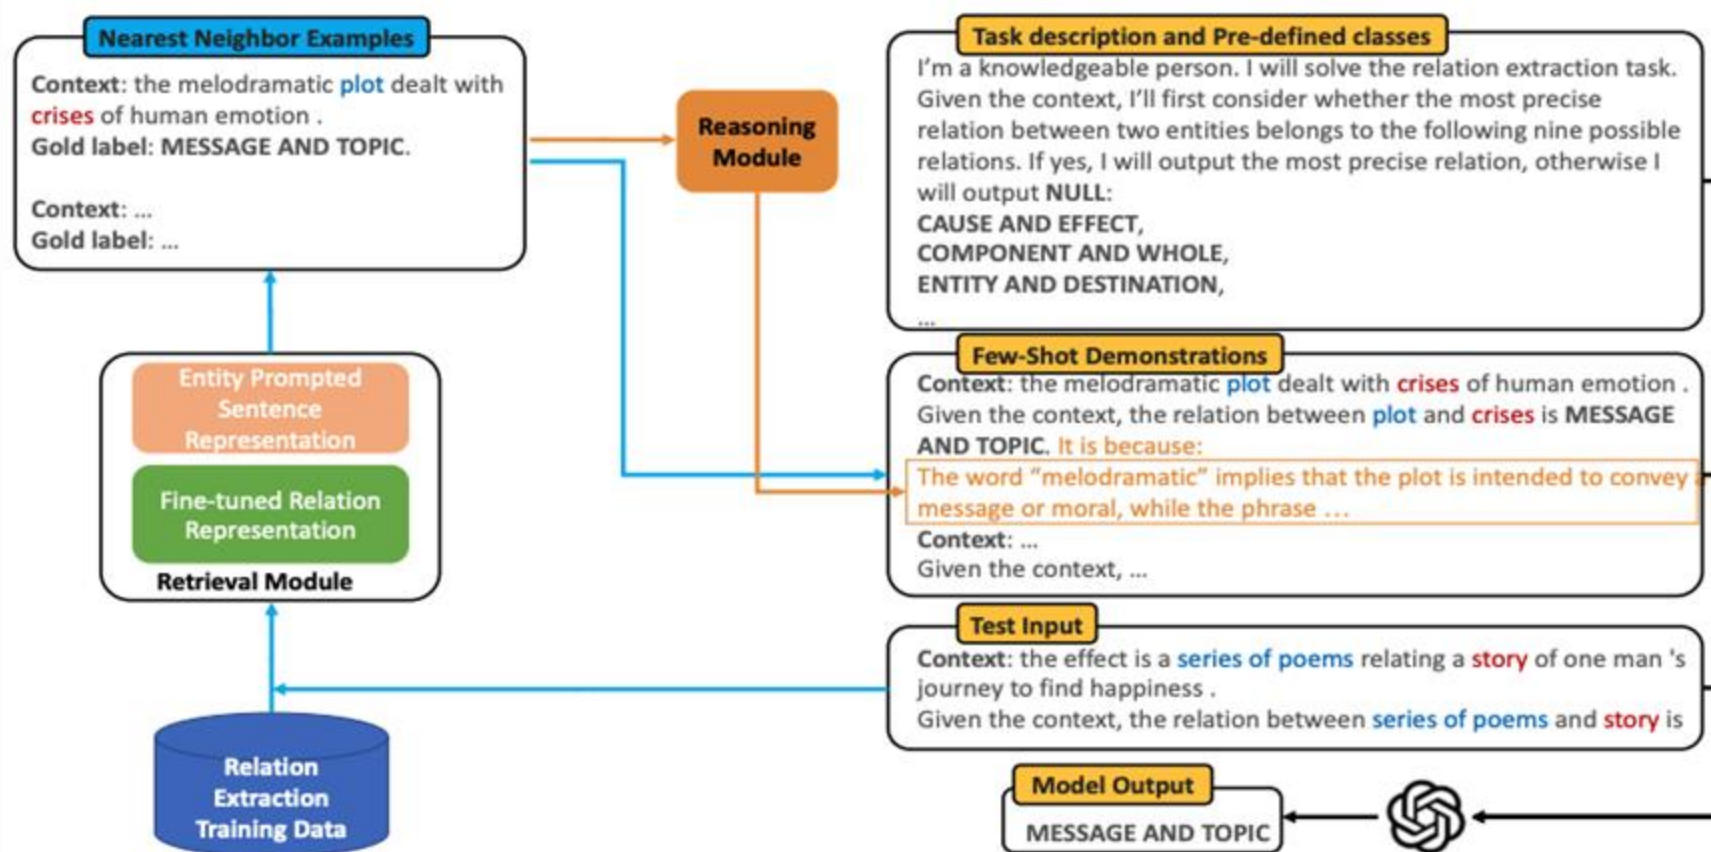 Nearest Neighbor Examples
Context: the melodramatic plot dealt with
crises of human emotion .
Gold label: MESSAGE AND TOPIC.
Context: ...
Gold label: ...
Reasoning
Module
Entity Prompted
Sentence
Representation
Fine-tuned Relation
Representation
Retrieval Module
Relation
Extraction
Training Data
Task description and Pre-defined classes
I'm a knowledgeable person. I will solve the relation extraction task.
Given the context, I'll first consider whether the most precise
relation between two entities belongs to the following nine possible
relations. If yes, I will output the most precise relation, otherwise I
will output NULL:
CAUSE AND EFFECT,
COMPONENT AND WHOLE,
ENTITY AND DESTINATION,
...
Few-Shot Demonstrations
Context: the melodramatic plot dealt with crises of human emotion .
Given the context, the relation between plot and crises is MESSAGE
AND TOPIC. It is because:
The word “melodramatic” implies that the plot is intended to convey a
message or moral, while the phrase ...
Context: ...
Given the context, ...
Test Input
Context: the effect is a series of poems relating a story of one man 's
journey to find happiness .
Given the context, the relation between series of poems and story is
Model Output
MESSAGE AND TOPIC